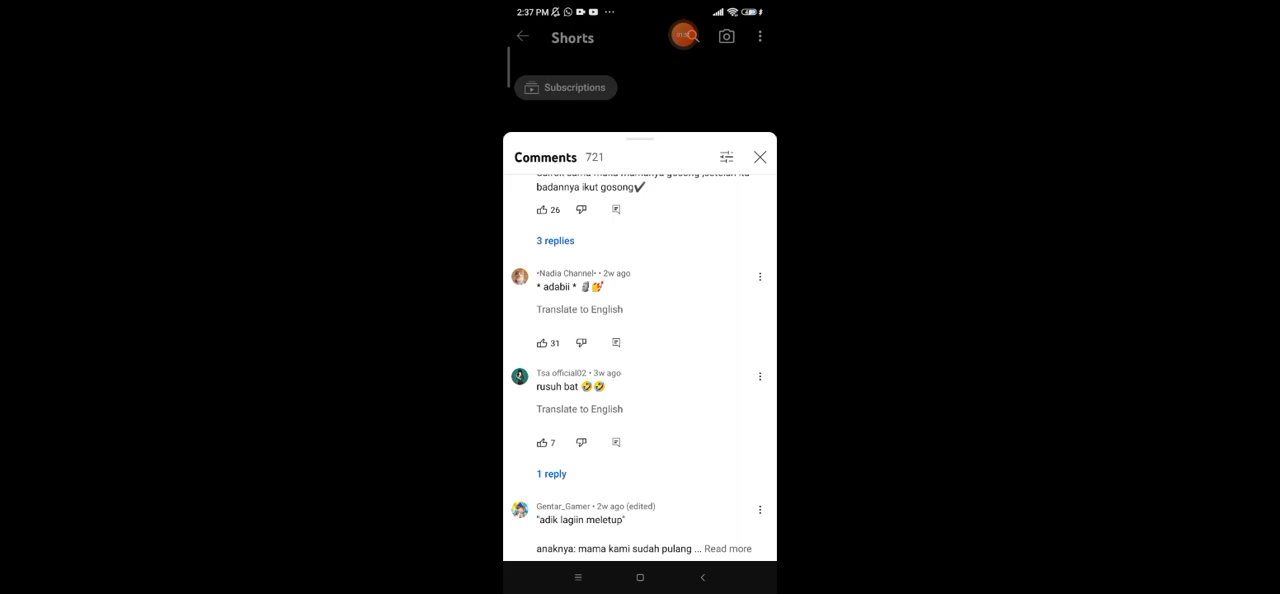 2:37 PM
Shorts
Subscriptions
Comments 721
badannya ikut gosong✔
26
3 replies
•Nadia Channel• • 2w ago
* adabii * 🗿💅
Translate to English
31
Tsa official02 • 3w ago
rusuh bat 🤣🤣
Translate to English
7
1 reply
Gentar_Gamer • 2w ago (edited)
"adik lagiin meletup"
anaknya: mama kami sudah pulang ... Read more